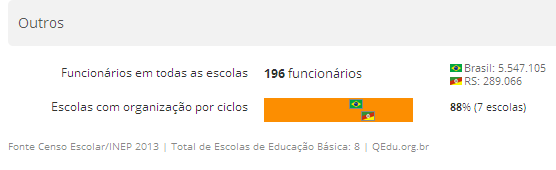 Outros
Funcionários em todas as escolas 196 funcionários Brasil: 5.547.105
RS: 289.066
Escolas com organização por ciclos 88% (7 escolas)
Fonte Censo Escolar/INEP 2013 | Total de Escolas de Educação Básica: 8 | QEdu.org.br